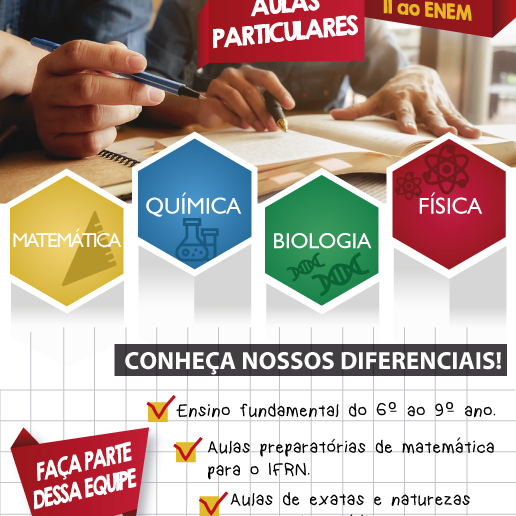 AULAS
PARTICULARES
II ao ENEM
MATEMÁTICA
QUÍMICA
BIOLOGIA
FÍSICA
CONHEÇA NOSSOS DIFERENCIAIS!
Ensino fundamental do 6º ao 9º ano.
Aulas preparatórias de matemática
para o IFRN.
FAÇA PARTE
DESSA EQUIPE
Aulas de exatas e naturezas